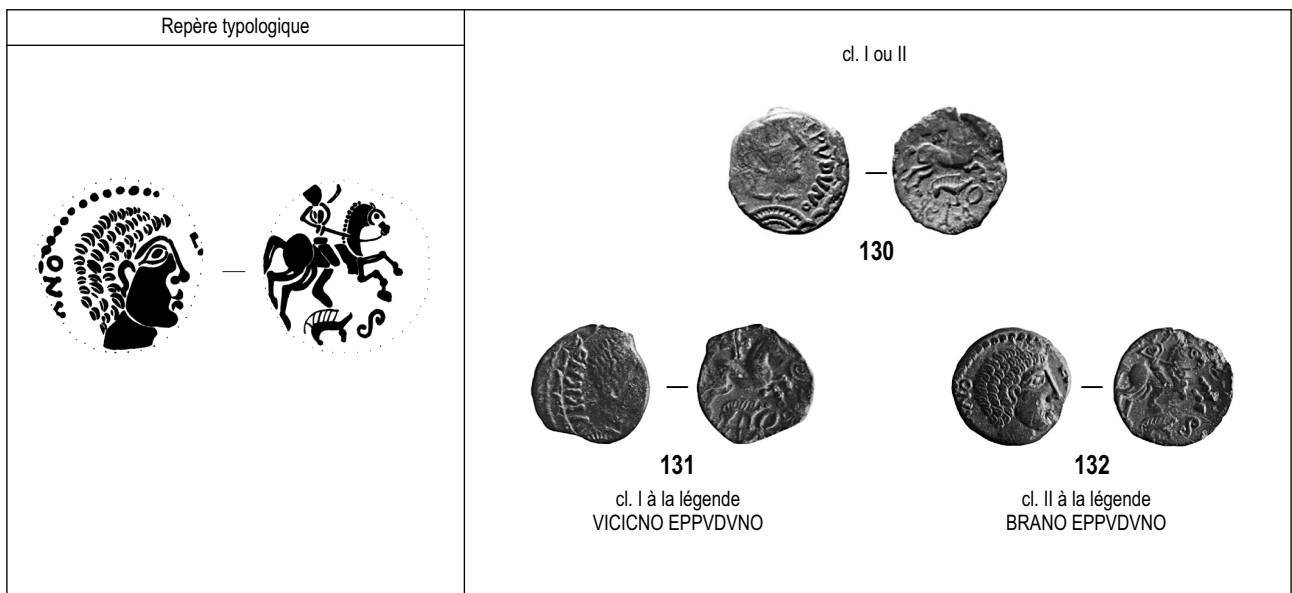 Repère typologique
cl. I ou II
130
131
cl. I à la légende
VICICNO EPPVDVNO
132
cl. II à la légende
BRANO EPPVDVNO